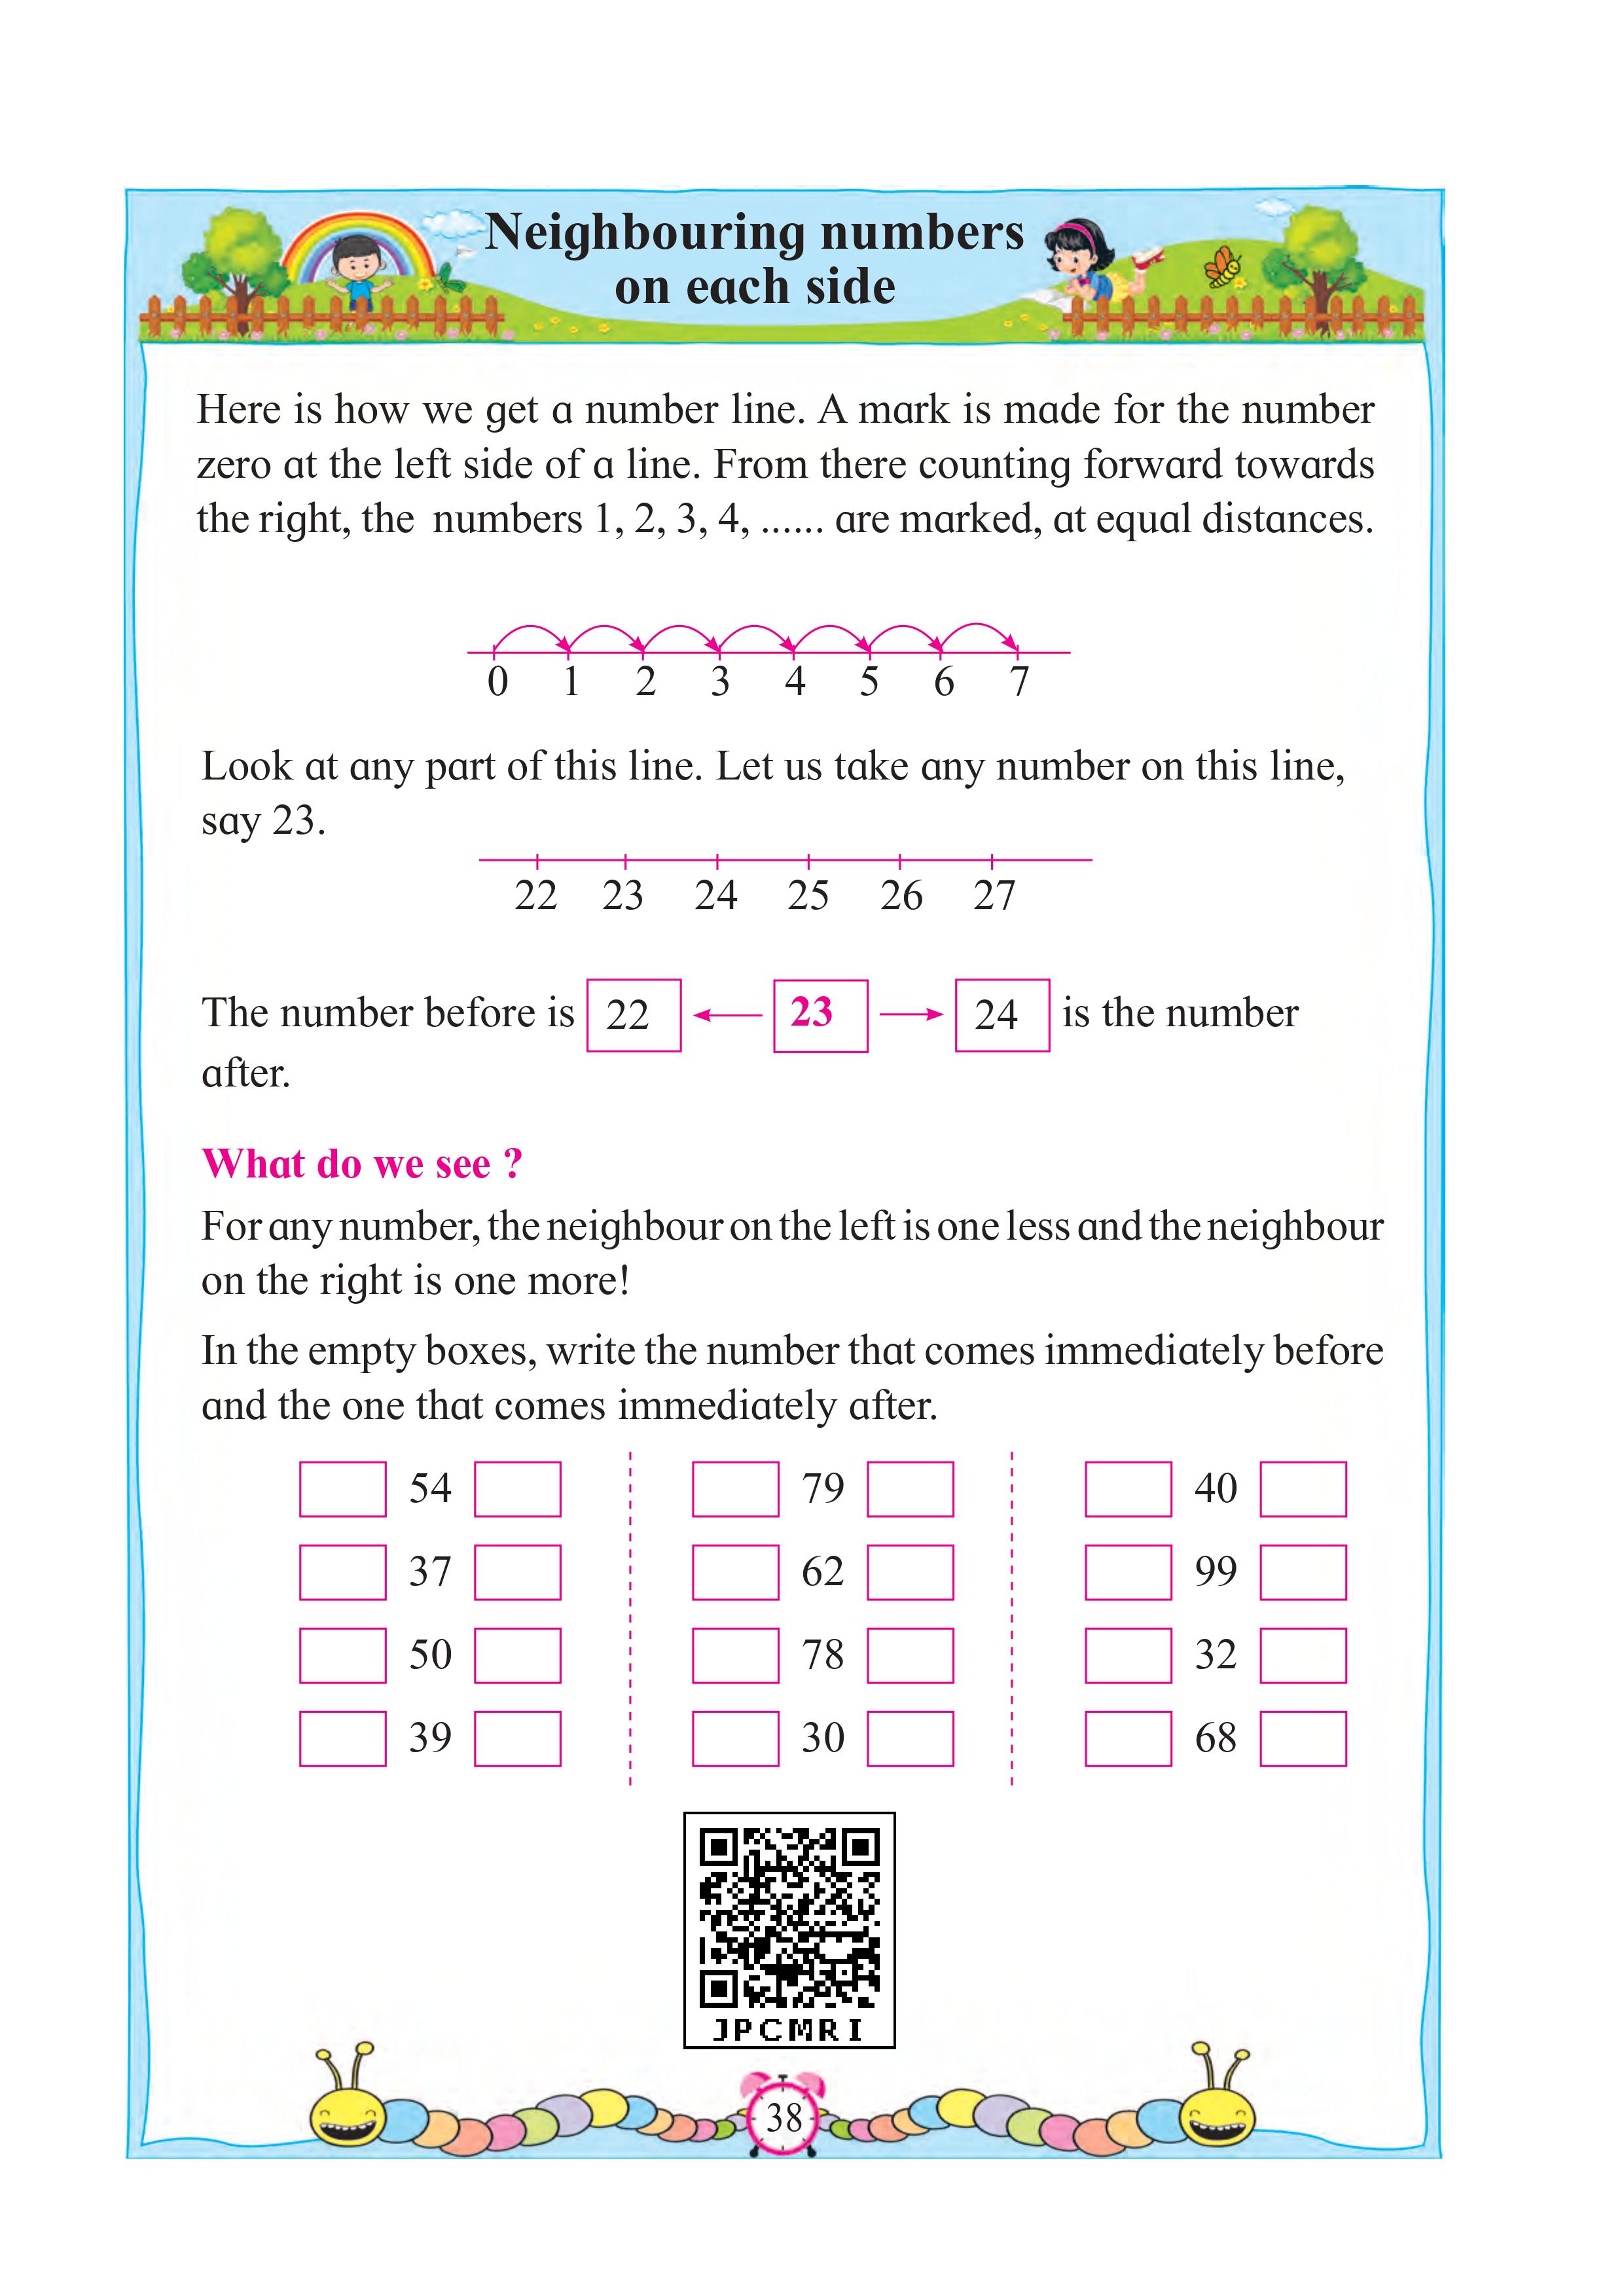 Neighbouring numbers
on each side
Here is how we get a number line. A mark is made for the number
zero at the left side of a line. From there counting forward towards
the right, the numbers 1, 2, 3, 4, ...... are marked, at equal distances.
0 1 2 3 4 5 6 7
Look at any part of this line. Let us take any number on this line,
say 23.
22 23 24 25 26 27
The number before is 22 23 24 is the number
after.
What do we see ?
For any number, the neighbour on the left is one less and the neighbour
on the right is one more!
In the empty boxes, write the number that comes immediately before
and the one that comes immediately after.
54 79 40
37 62 99
50 78 32
39 30 68
JPCMRI
38